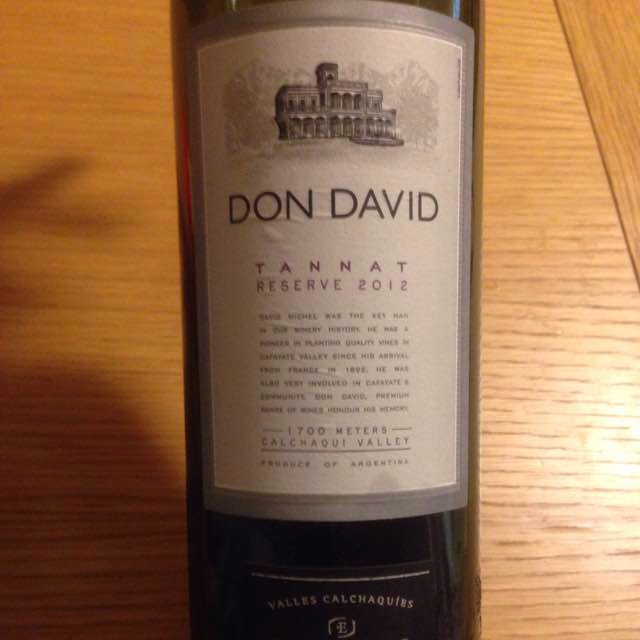 DON DAVID
TANNAT
RESERVE 2012
DAVID MICHEL WAS THE KEY MAN
IN OUR WINERY HISTORY. HE WAS A
PIONEER IN PLANTING QUALITY VINES IN
CAFAYATE VALLEY SINCE HIS ARRIVAL
FROM FRANCE IN 1892. HE WAS
ALSO VERY INVOLVED IN CAFAYATE'S
COMMUNITY. DON DAVID, PREMIUM
RANGE OF WINES HONOUR HIS MEMORY.
1700 METERS
CALCHAQUI VALLEY
PRODUCE OF ARGENTINA
VALLES CALCHAQUÍES
E